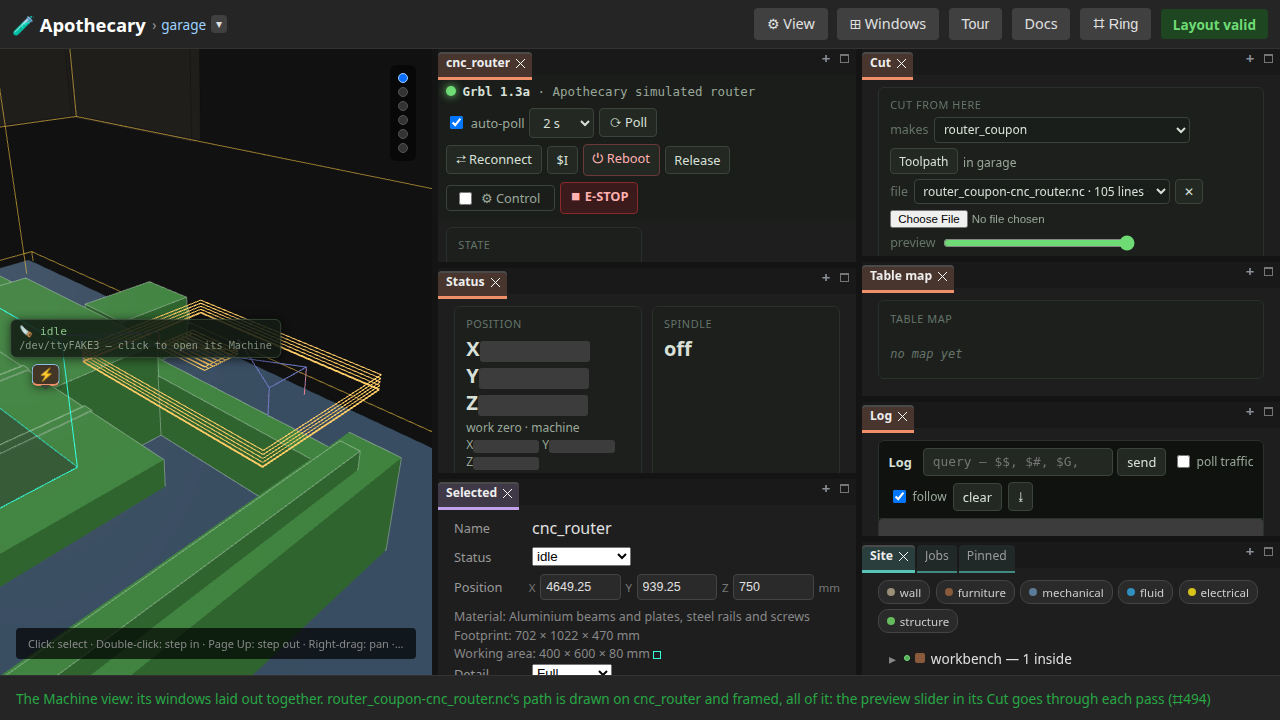 🧪 Apothecary › garage ▾
⚙ View
⊞ Windows
Tour
Docs
⌗ Ring
Layout valid
idle
/dev/ttyFAKE3 — click to open its Machine
Click: select · Double-click: step in · Page Up: step out · Right-drag: pan ·...
cnc_router
Grbl 1.3a · Apothecary simulated router
auto-poll 2 s ⟳ Poll
⇄ Reconnect $I ⏻ Reboot Release
⚙ Control ■ E-STOP
STATE
Status
POSITION
X
Y
Z
work zero · machine
X Y
Z
SPINDLE
off
Selected
Name cnc_router
Status idle
Position X 4649.25 Y 939.25 Z 750 mm
Material: Aluminium beams and plates, steel rails and screws
Footprint: 702 × 1022 × 470 mm
Working area: 400 × 600 × 80 mm
Detail Full
Cut
CUT FROM HERE
makes router_coupon
Toolpath in garage
file router_coupon-cnc_router.nc · 105 lines ✕
Choose File No file chosen
preview
Table map
TABLE MAP
no map yet
Log
Log query — $$, $#, $G, send poll traffic
follow clear ⭳
Site Jobs Pinned
wall furniture mechanical fluid electrical
structure
▸ workbench — 1 inside
The Machine view: its windows laid out together. router_coupon-cnc_router.nc's path is drawn on cnc_router and framed, all of it: the preview slider in its Cut goes through each pass (⌗494)